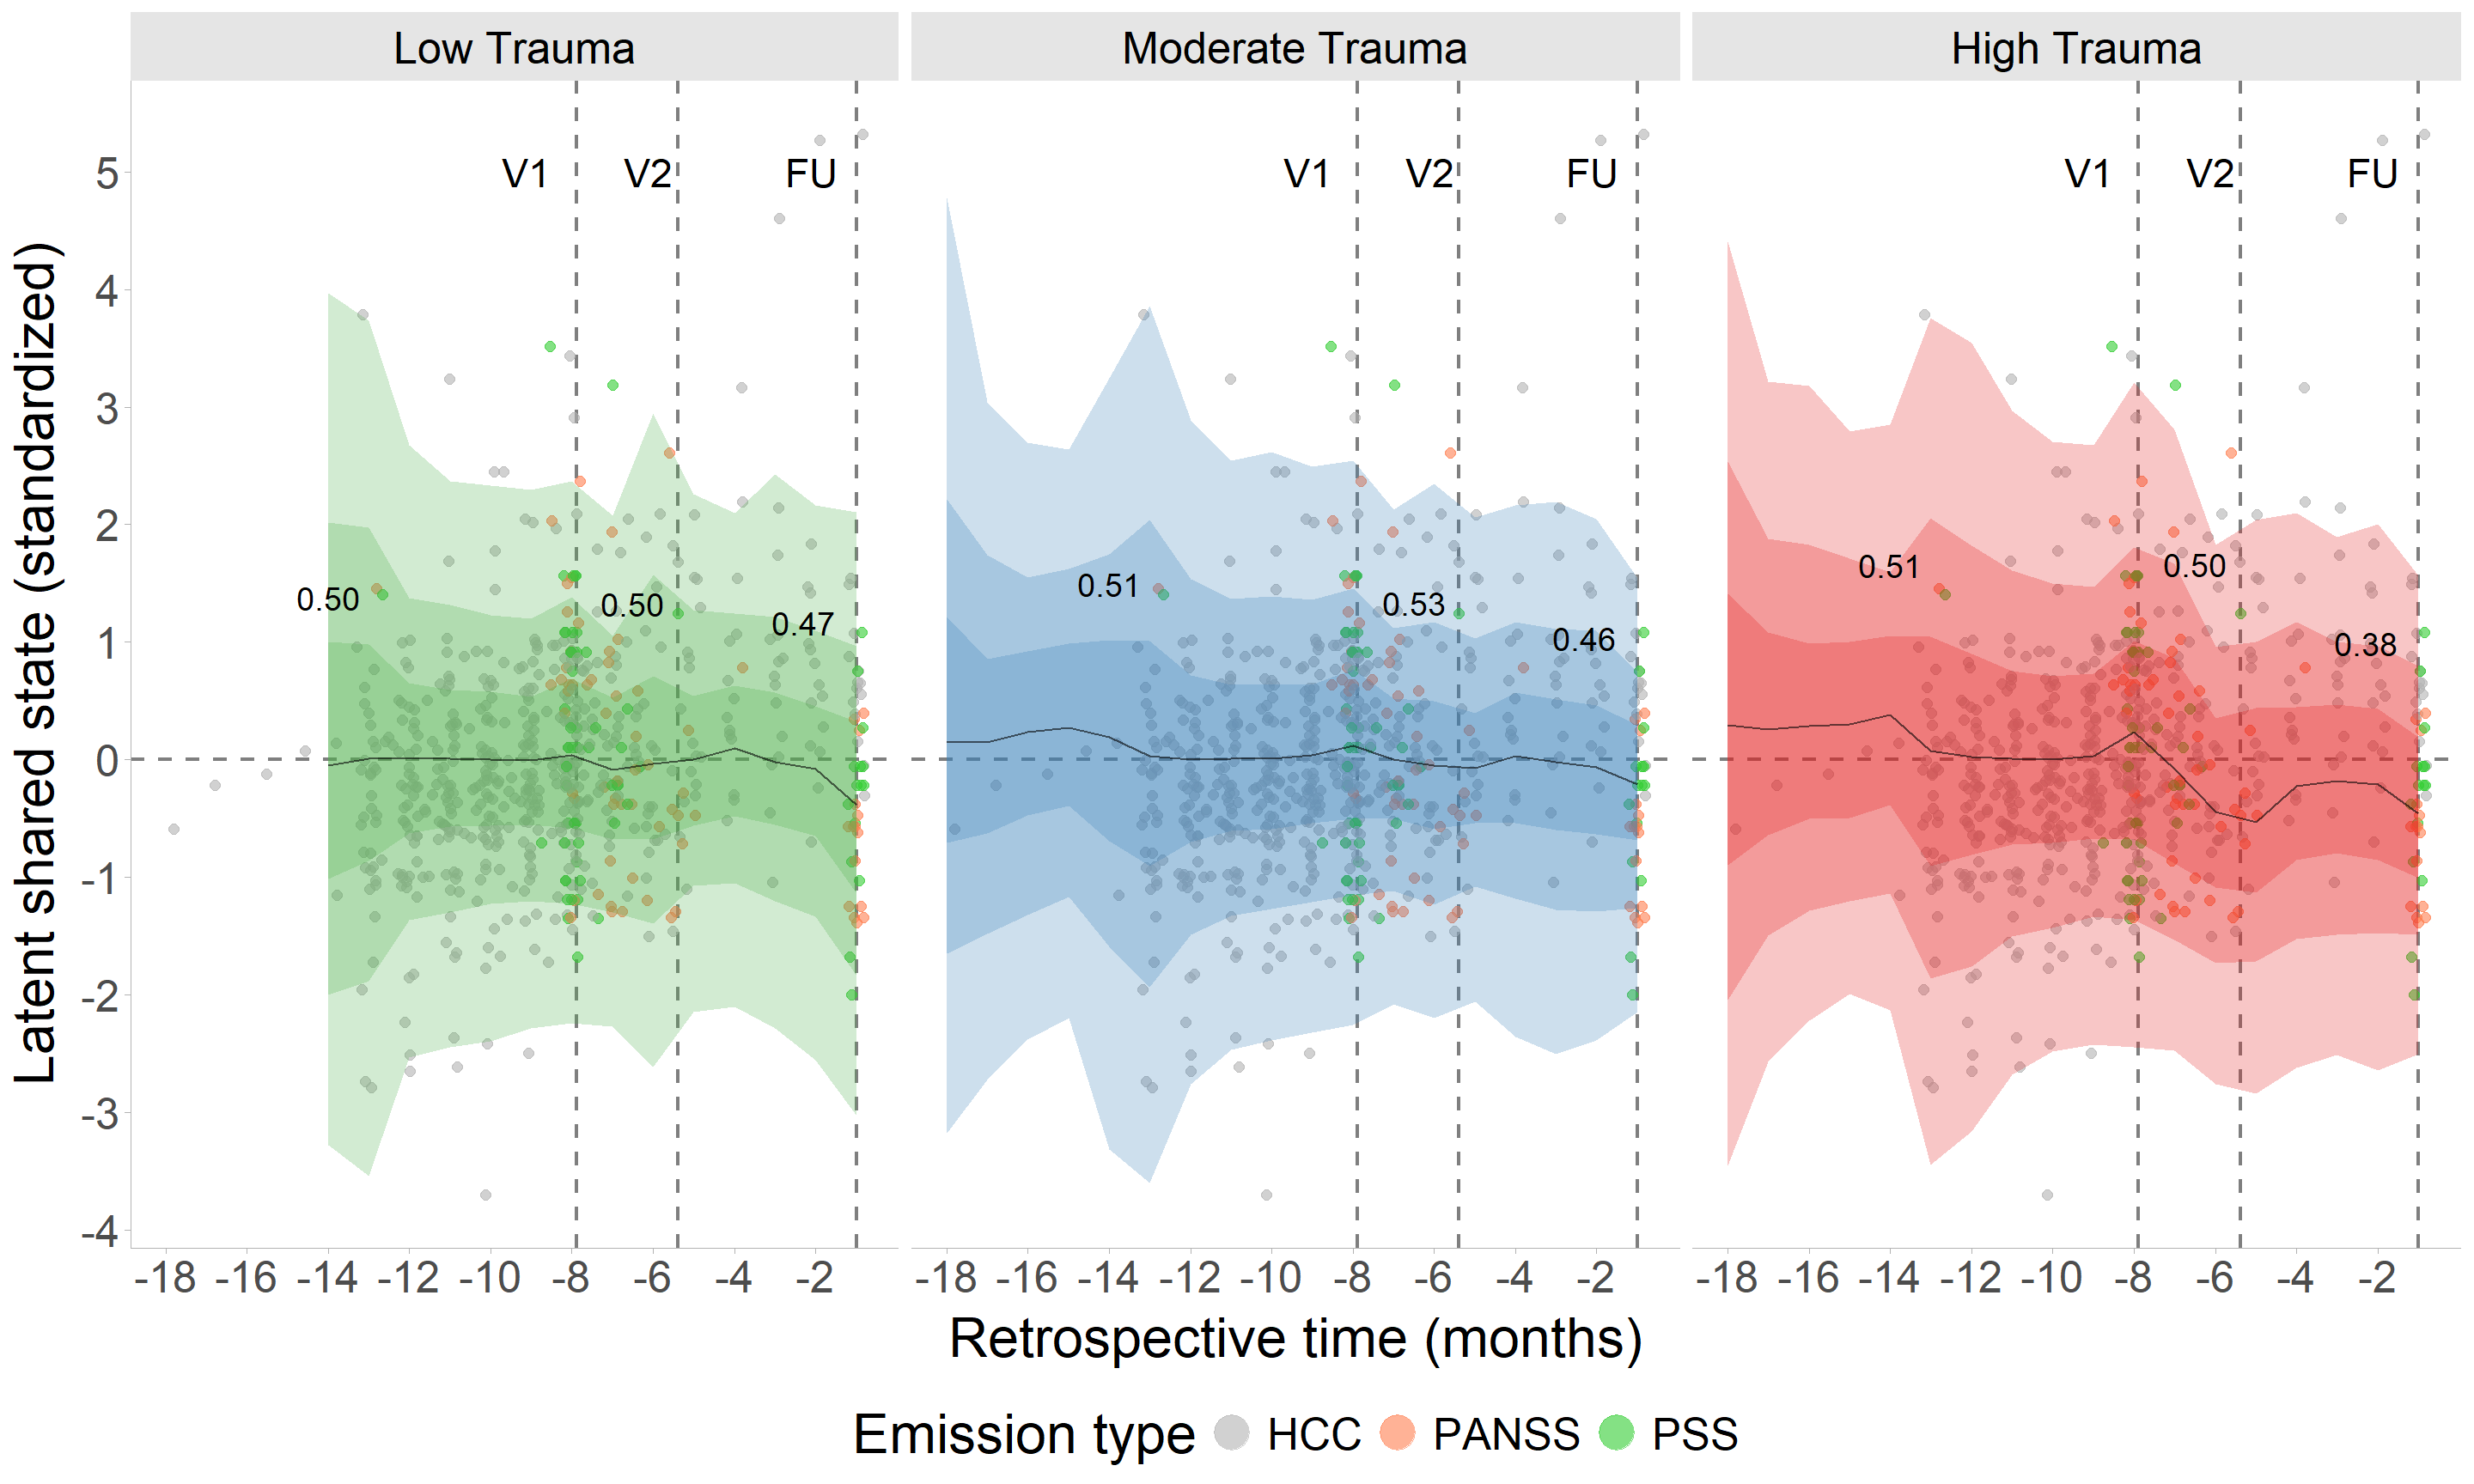 Low Trauma
Moderate Trauma
High Trauma
V1 V2 FU
V1 V2 FU
V1 V2 FU
Latent shared state (standardized)
5
4
3
2
1
0
-1
-2
-3
-4
0.50 0.50 0.47
0.51 0.53 0.46
0.51 0.50 0.38
-18 -16 -14 -12 -10 -8 -6 -4 -2
-18 -16 -14 -12 -10 -8 -6 -4 -2
-18 -16 -14 -12 -10 -8 -6 -4 -2
Retrospective time (months)
Emission type HCC PANSS PSS